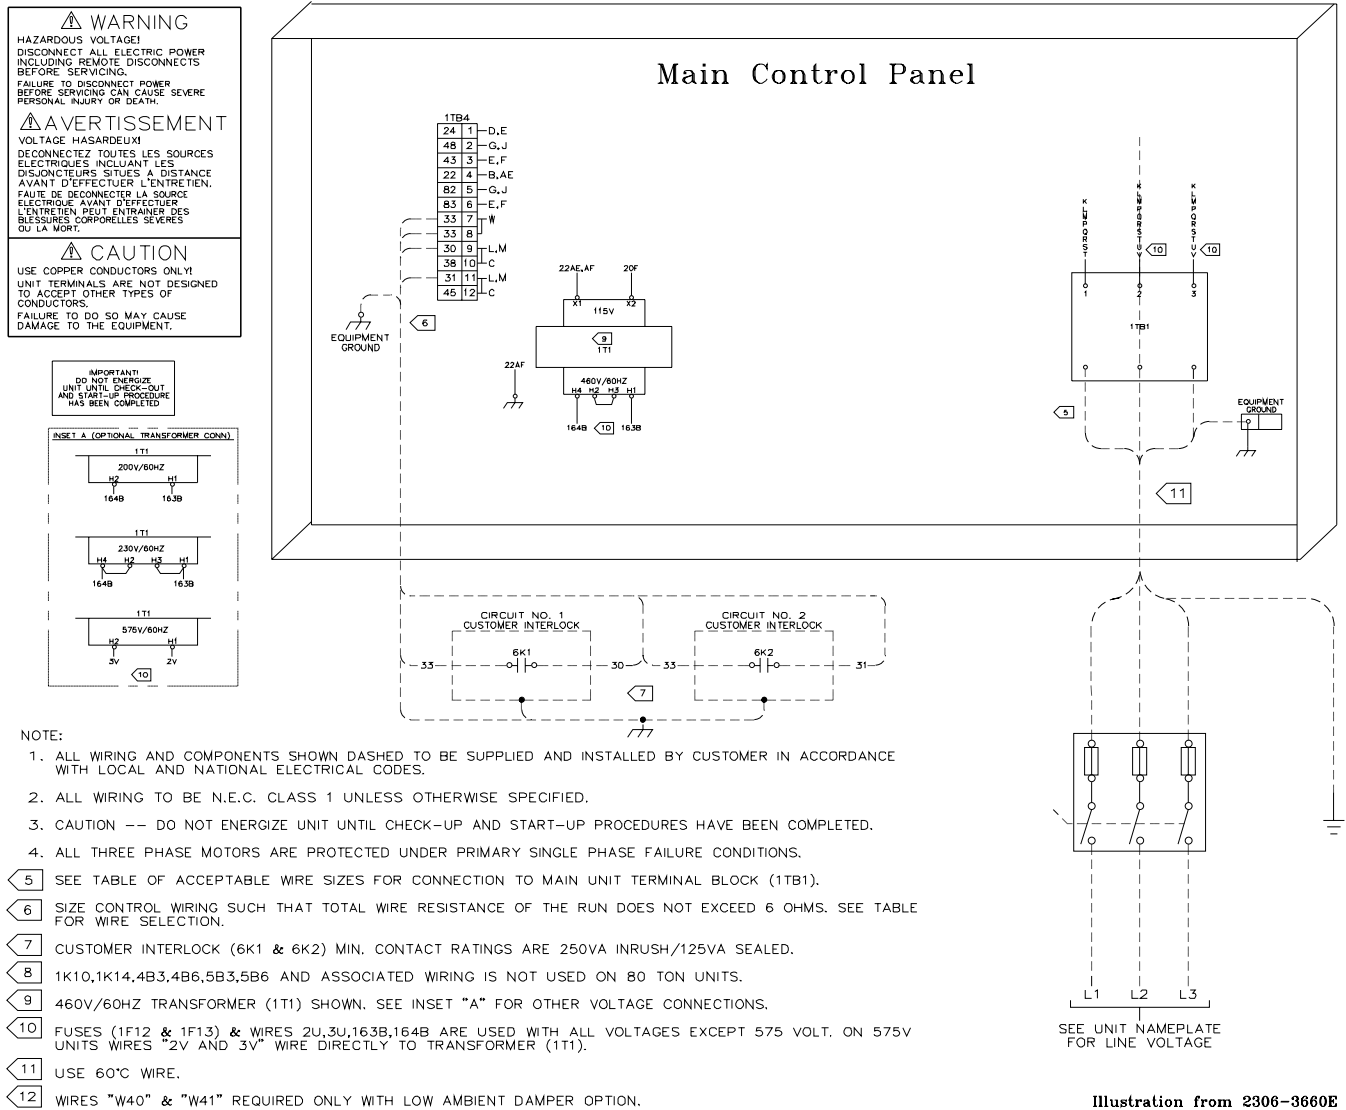 WARNING
HAZARDOUS VOLTAGE!
DISCONNECT ALL ELECTRIC POWER
INCLUDING REMOTE DISCONNECTS
BEFORE SERVICING.
FAILURE TO DISCONNECT POWER
BEFORE SERVICING CAN CAUSE SEVERE
PERSONAL INJURY OR DEATH.
AVERTISSEMENT
VOLTAGE HASARDEUX!
DECONNECTEZ TOUTES LES SOURCES
ELECTRIQUES INCLUANT LES
DISJONCTEURS SITUES A DISTANCE
AVANT D'EFFECTUER L'ENTRETIEN.
FAUTE DE DECONNECTER LA SOURCE
ELECTRIQUE AVANT D'EFFECTUER
L'ENTRETIEN PEUT ENTRAINER DES
BLESSURES CORPORELLES SEVERES
OU LA MORT.
CAUTION
USE COPPER CONDUCTORS ONLY!
UNIT TERMINALS ARE NOT DESIGNED
TO ACCEPT OTHER TYPES OF
CONDUCTORS.
FAILURE TO DO SO MAY CAUSE
DAMAGE TO THE EQUIPMENT.
IMPORTANT!
DO NOT ENERGIZE
UNIT UNTIL CHECK-OUT
AND START-UP PROCEDURE
HAS BEEN COMPLETED
INSET A (OPTIONAL TRANSFORMER CONN)
1T1
200V/60HZ
H2 H1
164B 163B
1T1
230V/60HZ
H4 H2 H3 H1
164B 163B
1T1
575V/60HZ
H2 H1
3V 2V
10
Main Control Panel
1TB4
24 1 D,E
48 2 G,J
43 3 E,F
22 4 B,AE
82 5 G,J
83 6 E,F
33 7 W
33 8
30 9 L,M
38 10 C
31 11 L,M
45 12 C
6
EQUIPMENT
GROUND
22AE,AF 20F
X1 X2
115V
9
1T1
460V/60HZ
H4 H2 H3 H1
164B 10 163B
22AF
KLMPQRST
KLMPQRSTUV
10
KLMPQRSTUV
10
1 2 3
1TB1
5
EQUIPMENT
GROUND
11
CIRCUIT NO. 1
CUSTOMER INTERLOCK
33 6K1 30
CIRCUIT NO. 2
CUSTOMER INTERLOCK
33 6K2 31
7
L1 L2 L3
SEE UNIT NAMEPLATE
FOR LINE VOLTAGE
NOTE:
1. ALL WIRING AND COMPONENTS SHOWN DASHED TO BE SUPPLIED AND INSTALLED BY CUSTOMER IN ACCORDANCE
WITH LOCAL AND NATIONAL ELECTRICAL CODES.
2. ALL WIRING TO BE N.E.C. CLASS 1 UNLESS OTHERWISE SPECIFIED.
3. CAUTION -- DO NOT ENERGIZE UNIT UNTIL CHECK-UP AND START-UP PROCEDURES HAVE BEEN COMPLETED.
4. ALL THREE PHASE MOTORS ARE PROTECTED UNDER PRIMARY SINGLE PHASE FAILURE CONDITIONS.
5 SEE TABLE OF ACCEPTABLE WIRE SIZES FOR CONNECTION TO MAIN UNIT TERMINAL BLOCK (1TB1).
6 SIZE CONTROL WIRING SUCH THAT TOTAL WIRE RESISTANCE OF THE RUN DOES NOT EXCEED 6 OHMS. SEE TABLE
FOR WIRE SELECTION.
7 CUSTOMER INTERLOCK (6K1 & 6K2) MIN. CONTACT RATINGS ARE 250VA INRUSH/125VA SEALED.
8 1K10,1K14,4B3,4B6,5B3,5B6 AND ASSOCIATED WIRING IS NOT USED ON 80 TON UNITS.
9 460V/60HZ TRANSFORMER (1T1) SHOWN. SEE INSET "A" FOR OTHER VOLTAGE CONNECTIONS.
10 FUSES (1F12 & 1F13) & WIRES 2U,3U,163B,164B ARE USED WITH ALL VOLTAGES EXCEPT 575 VOLT. ON 575V
UNITS WIRES "2V AND 3V" WIRE DIRECTLY TO TRANSFORMER (1T1).
11 USE 60°C WIRE.
12 WIRES "W40" & "W41" REQUIRED ONLY WITH LOW AMBIENT DAMPER OPTION.
Illustration from 2306-3660E